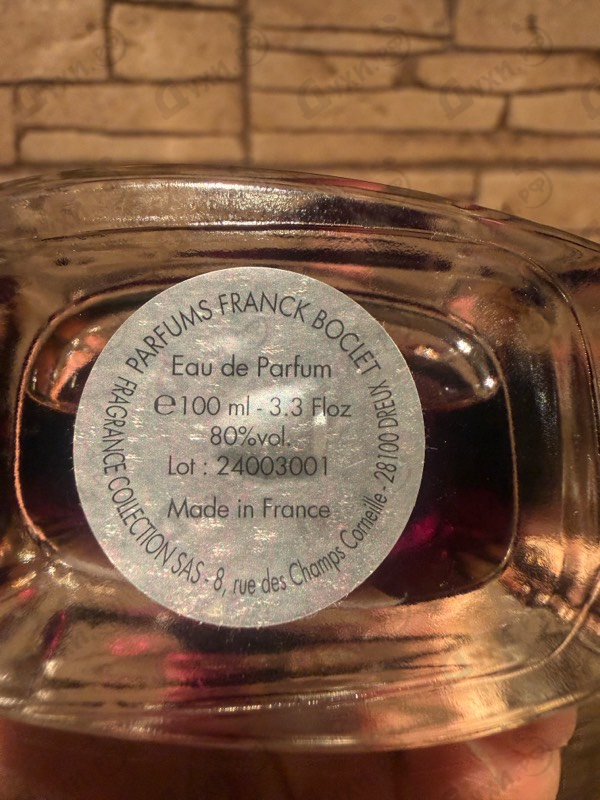 PARFUMS FRANCK BOCLET
Eau de Parfum
℮100 ml - 3.3 Floz
80%vol.
Lot : 24003001
Made in France
FRAGRANCE COLLECTION SAS - 8, rue des Champs Corneille - 28100 DREUX